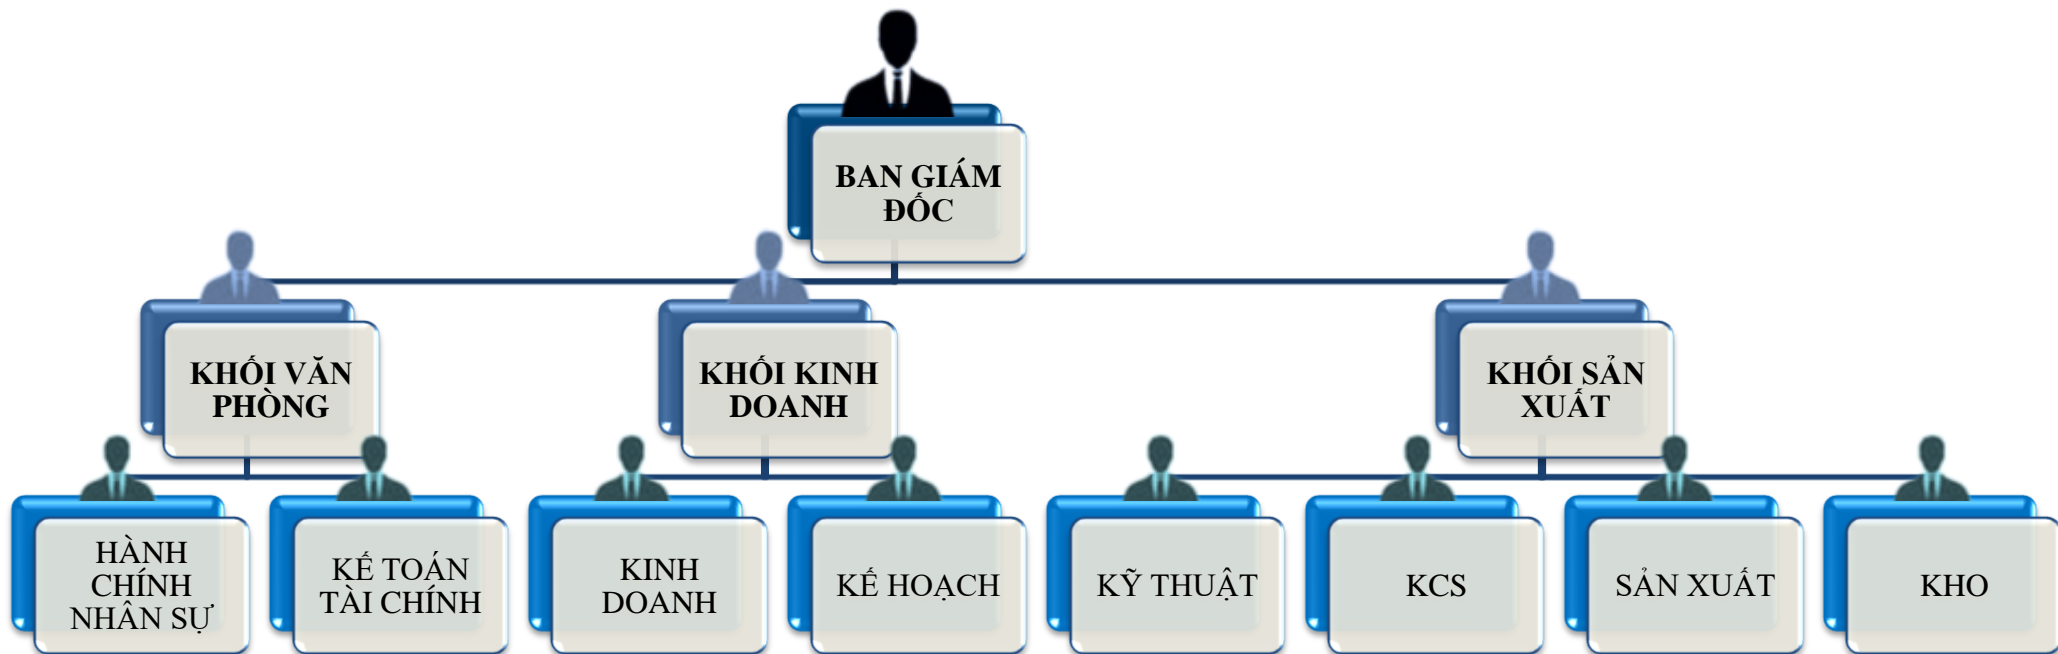 BAN GIÁM
ĐỐC
KHỐI VĂN
PHÒNG
KHỐI KINH
DOANH
KHỐI SẢN
XUẤT
HÀNH
CHÍNH
NHÂN SỰ
KẾ TOÁN
TÀI CHÍNH
KINH
DOANH
KẾ HOẠCH
KỸ THUẬT
KCS
SẢN XUẤT
KHO